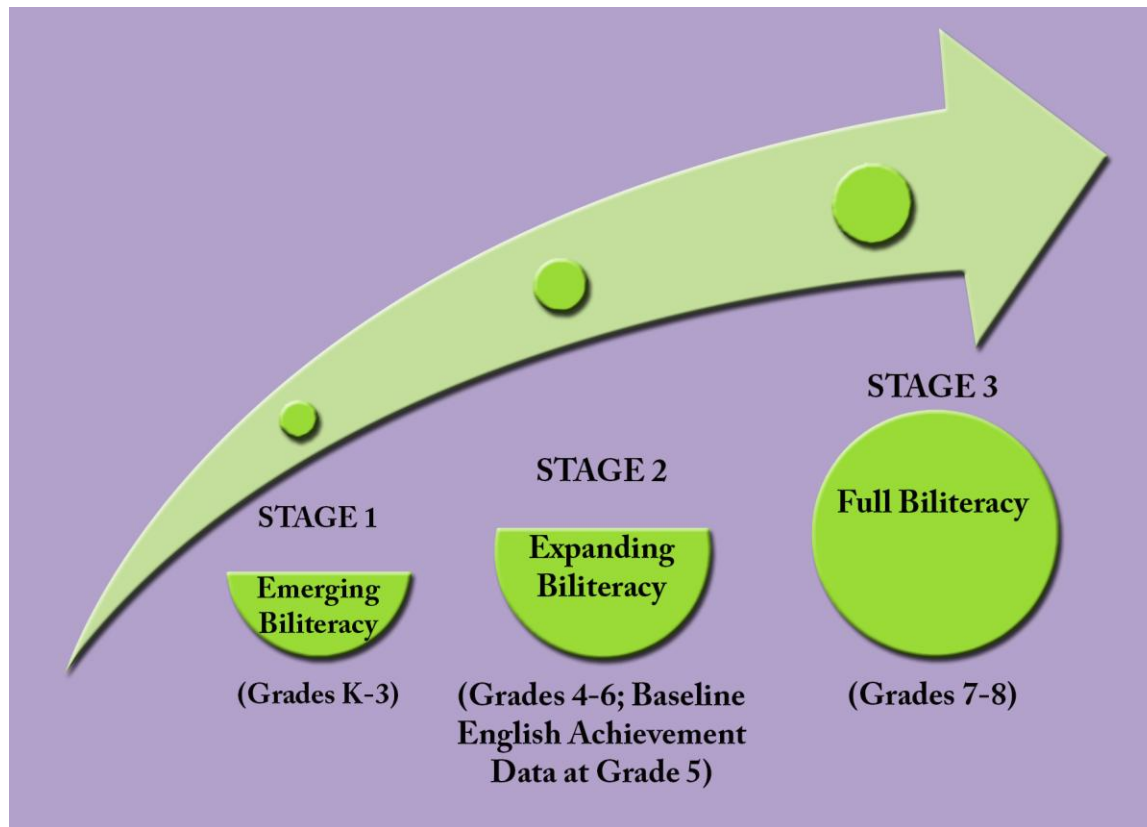 STAGE 1
Emerging
Biliteracy
(Grades K-3)
STAGE 2
Expanding
Biliteracy
(Grades 4-6; Baseline
English Achievement
Data at Grade 5)
STAGE 3
Full Biliteracy
(Grades 7-8)